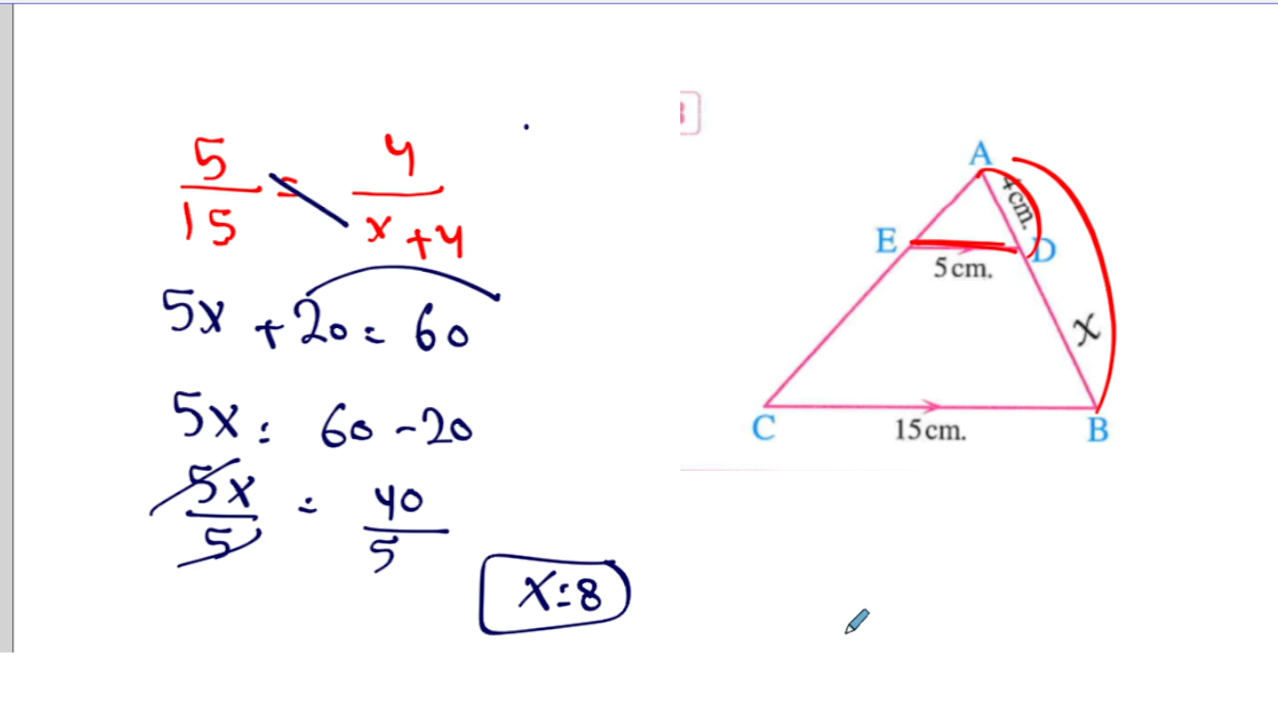 5/15 = 4/x+4
5x + 20 = 60
5x = 60 - 20
5x/5 = 40/5
x = 8
A
4cm.
E
D
5cm.
x
C
15cm.
B